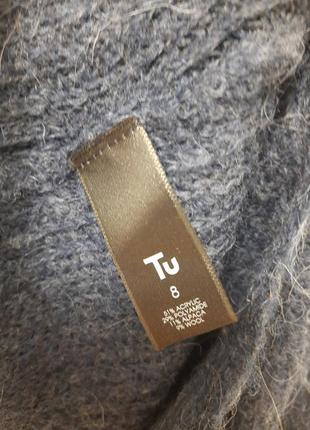 Tu
8
51% ACRYLIC
29% POLYAMIDE
11% ALPACA
9% WOOL